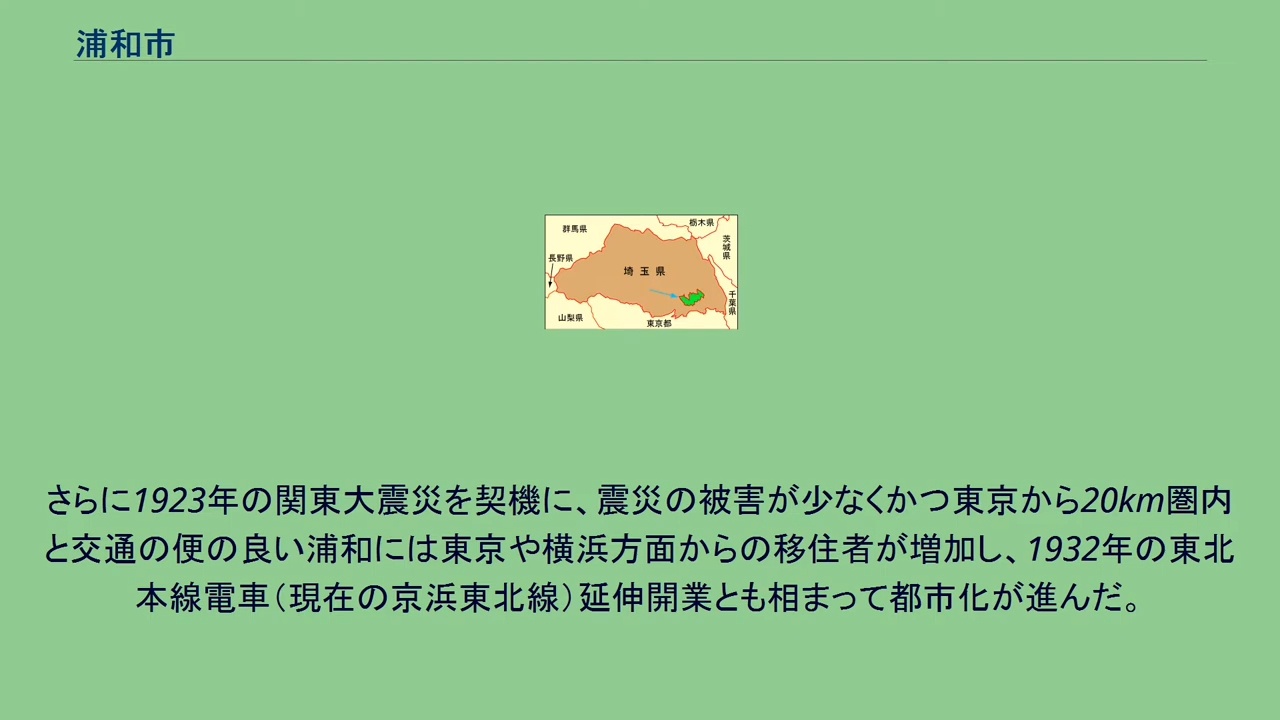 浦和市
群馬県
栃木県
茨城県
長野県
埼玉県
千葉県
山梨県
東京都
さらに1923年の関東大震災を契機に、震災の被害が少なくかつ東京から20km圏内
と交通の便の良い浦和には東京や横浜方面からの移住者が増加し、1932年の東北
本線電車（現在の京浜東北線）延伸開業とも相まって都市化が進んだ。